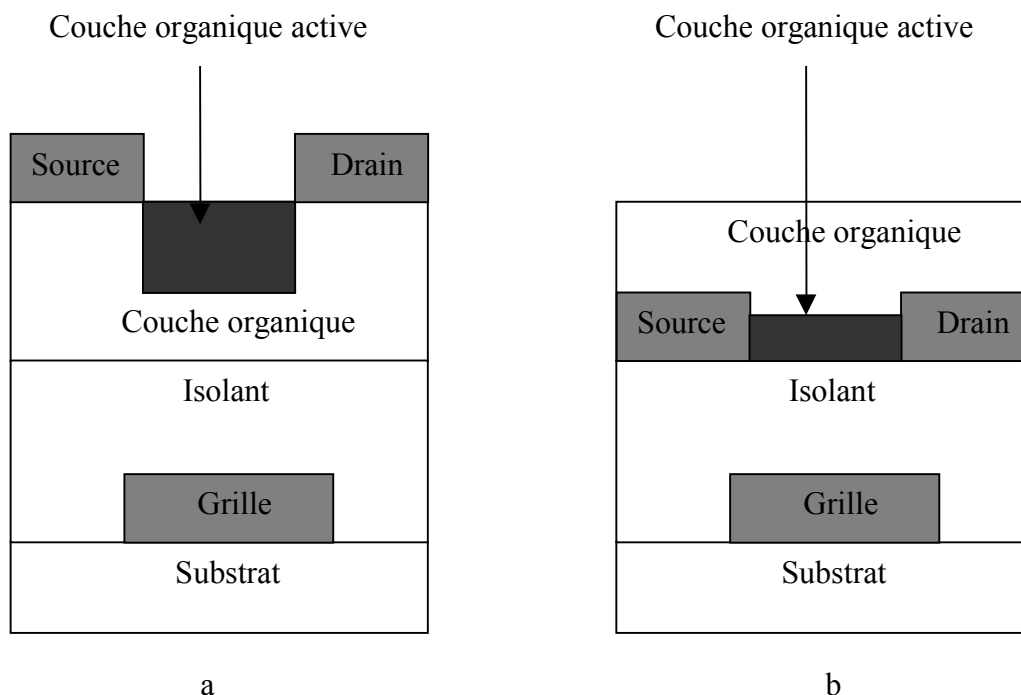 Couche organique active
Source
Drain
Couche organique
Isolant
Grille
Substrat
a
Couche organique active
Couche organique
Source
Drain
Isolant
Grille
Substrat
b